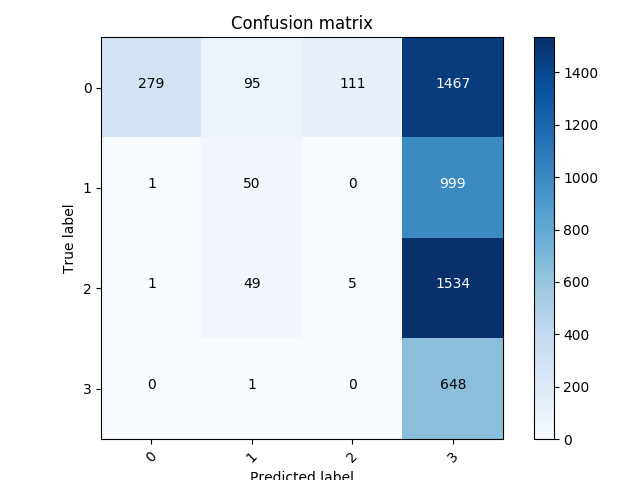 Confusion matrix
0 279 95 111 1467
1 1 50 0 999
2 1 49 5 1534
3 0 1 0 648
0 1 2 3
True label
Predicted label
1400
1200
1000
800
600
400
200
0